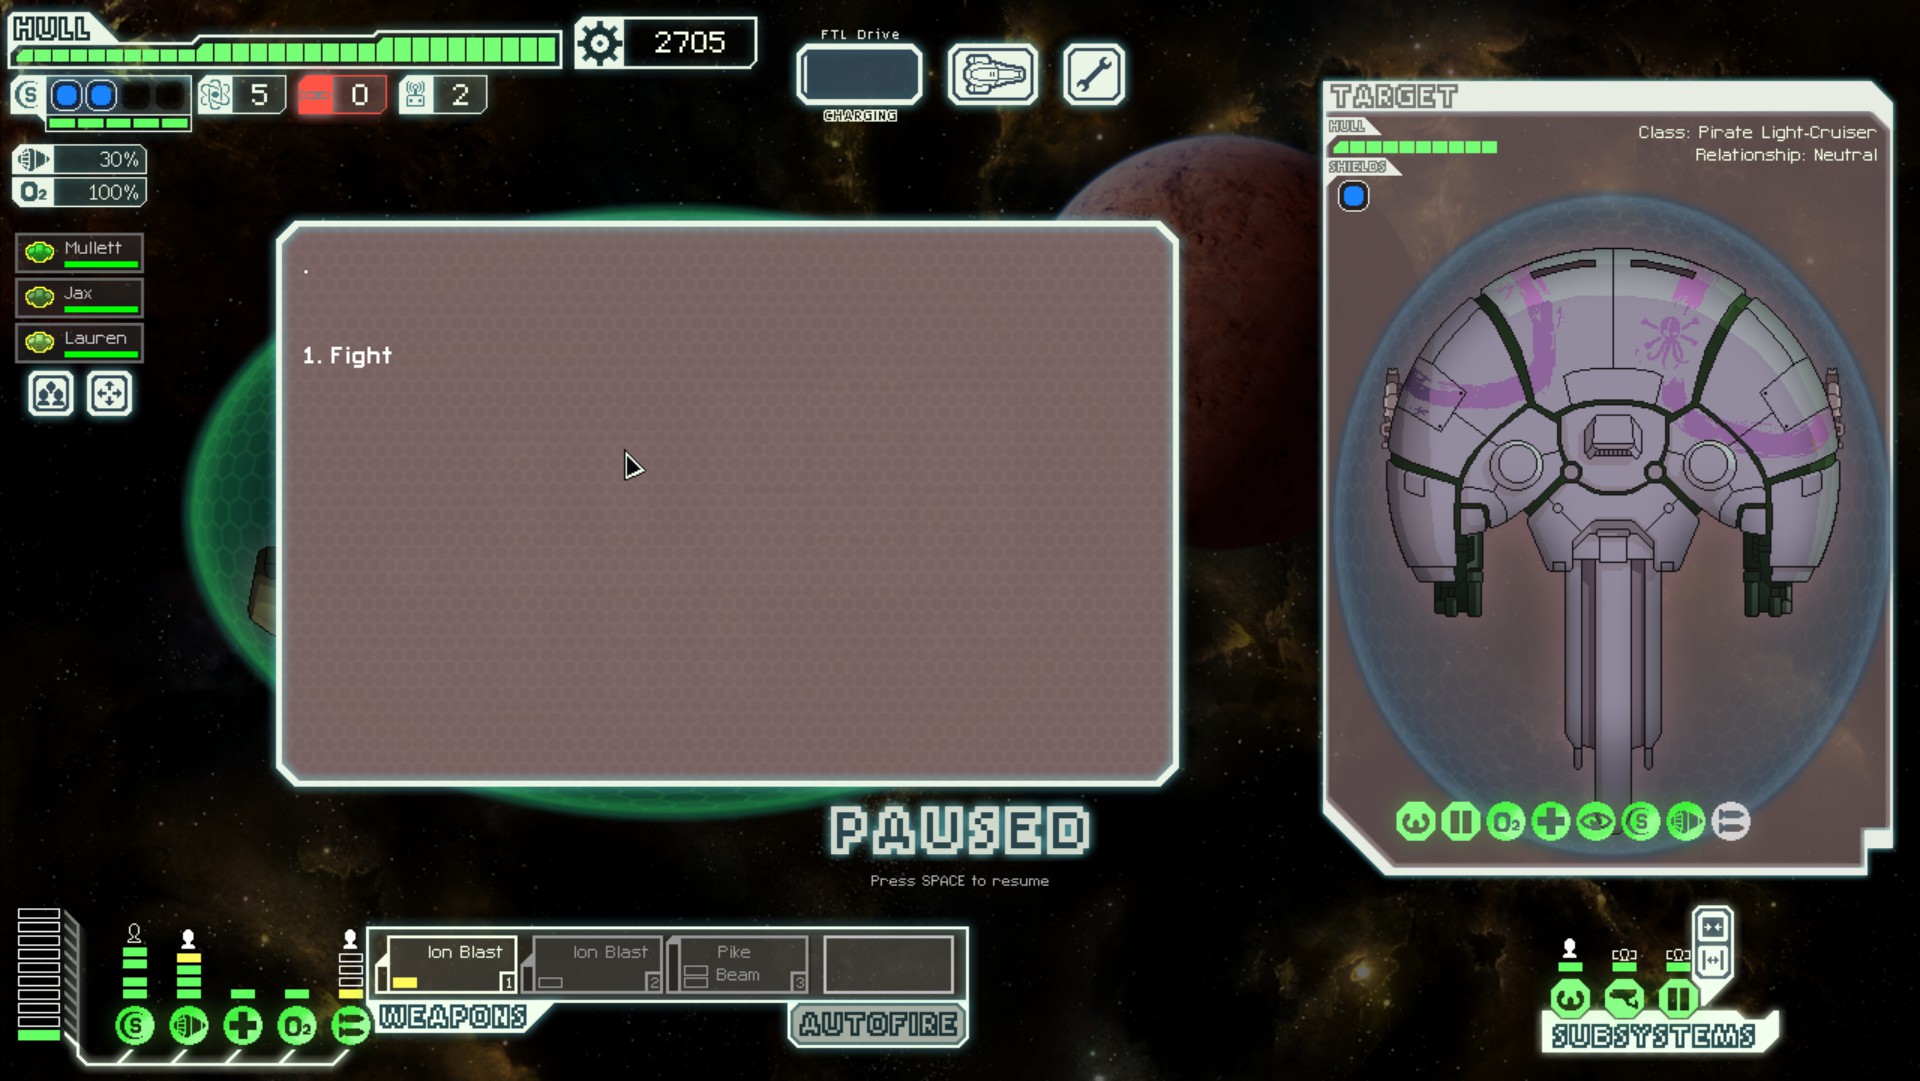 HULL
2705
FTL Drive
CHARGING
S
5
0
2
30%
O2 100%
Mullett
Jax
Lauren
.
1. Fight
TARGET
HULL
Class: Pirate Light-Cruiser
Relationship: Neutral
SHIELDS
O2
S
PAUSED
Press SPACE to resume
Ion Blast 1
Ion Blast 2
Pike Beam 3
S
O2
WEAPONS
AUTOFIRE
SUBSYSTEMS